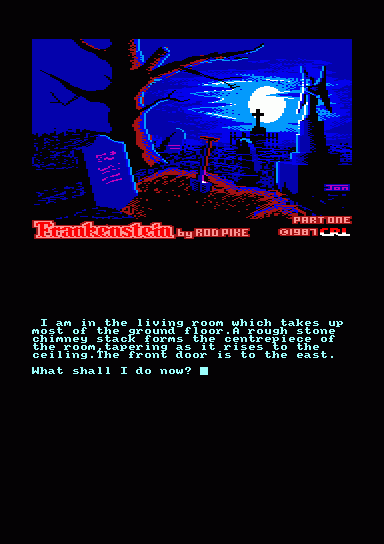 Jan
PART ONE
Frankenstein by ROD PIKE ©1987 CRL
I am in the living room which takes up
most of the ground floor.A rough stone
chimney stack forms the centrepiece of
the room,tapering as it rises to the
ceiling.The front door is to the east.
What shall I do now?